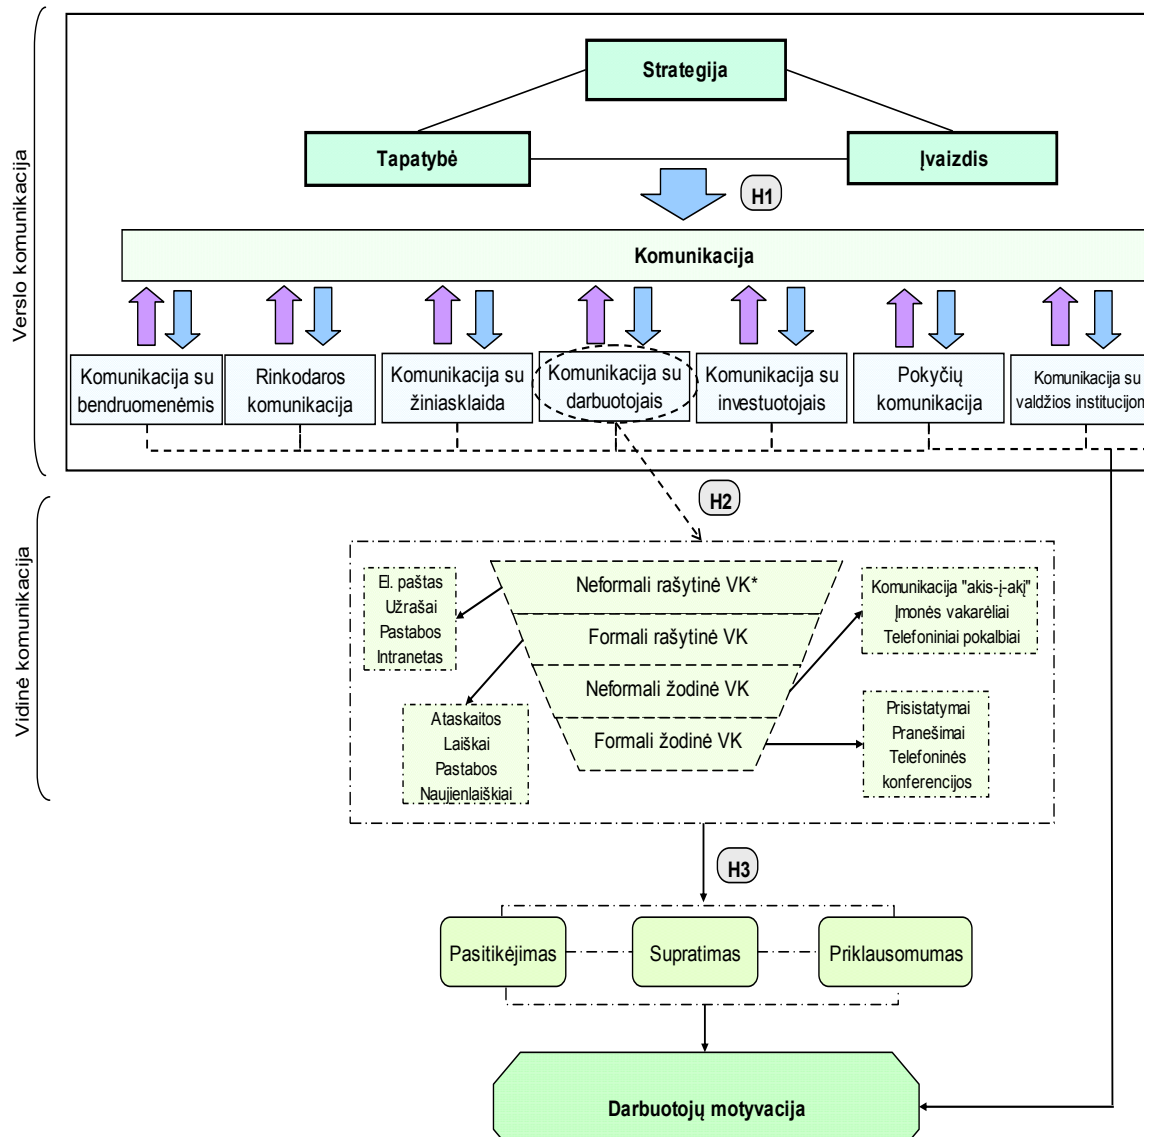 Verslo komunikacija
Strategija
Tapatybė
Įvaizdis
H1
Komunikacija
Komunikacija su
bendruomenėmis
Rinkodaros
komunikacija
Komunikacija su
žiniasklaida
Komunikacija su
darbuotojais
Komunikacija su
investuotojais
Pokyčių
komunikacija
Komunikacija su
valdžios institucijom
H2
Vidinė komunikacija
El. paštas
Užrašai
Pastabos
Intranetas
Neformali rašytinė VK*
Formali rašytinė VK
Neformali žodinė VK
Formali žodinė VK
Komunikacija "akis-į-akį"
Įmonės vakarėliai
Telefoniniai pokalbiai
Ataskaitos
Laiškai
Pastabos
Naujienlaiškiai
Prisistatymai
Pranešimai
Telefoninės
konferencijos
H3
Pasitikėjimas
Supratimas
Priklausomumas
Darbuotojų motyvacija